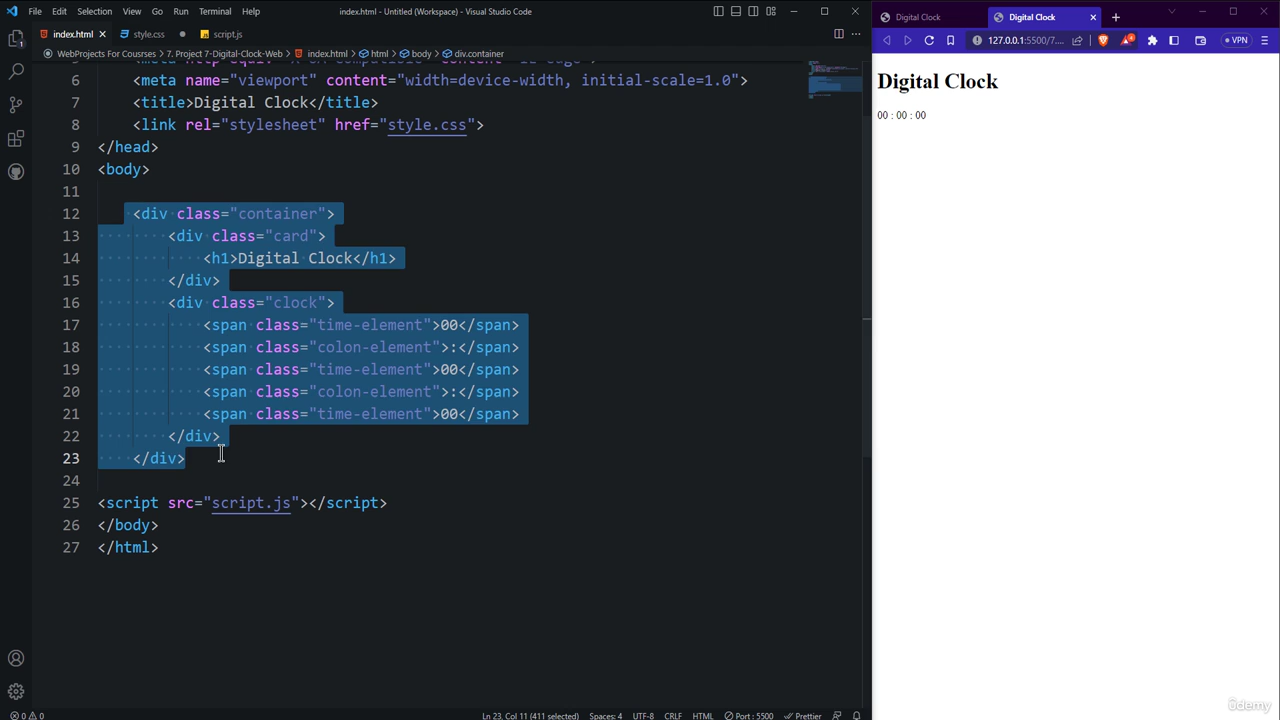 File Edit Selection View Go Run Terminal Help
index.html - Untitled (Workspace) - Visual Studio Code
index.html
style.css
script.js
WebProjects For Courses > 7. Project 7-Digital-Clock-Web > index.html > html > body > div.container
6 <meta name="viewport" content="width=device-width, initial-scale=1.0">
7 <title>Digital Clock</title>
8 <link rel="stylesheet" href="style.css">
9 </head>
10 <body>
11
12 <div class="container">
13 <div class="card">
14 <h1>Digital Clock</h1>
15 </div>
16 <div class="clock">
17 <span class="time-element">00</span>
18 <span class="colon-element">:</span>
19 <span class="time-element">00</span>
20 <span class="colon-element">:</span>
21 <span class="time-element">00</span>
22 </div>
23 </div>
24
25 <script src="script.js"></script>
26 </body>
27 </html>
0 0
Ln 23, Col 11 (411 selected) Spaces: 4 UTF-8 CRLF HTML Port : 5500 Prettier
Digital Clock
Digital Clock
127.0.0.1:5500/7....
4
VPN
Digital Clock
00 : 00 : 00
ûdemy